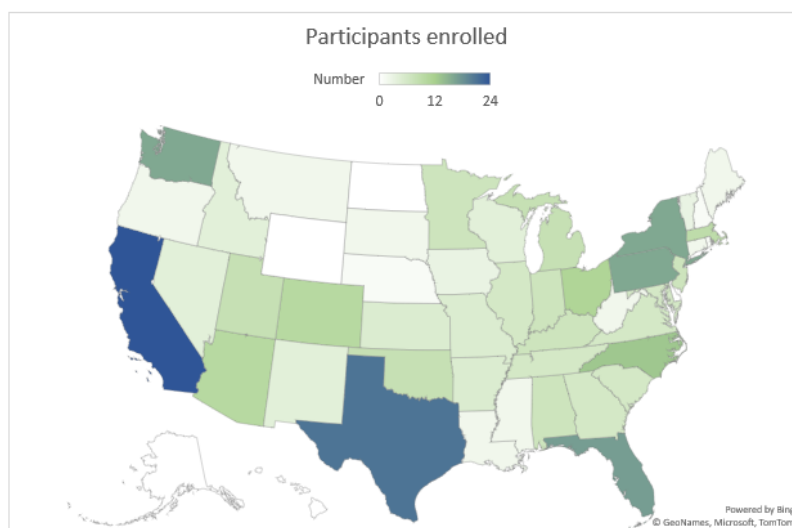 Participants enrolled
Number
0 12 24
Powered by Bing
© GeoNames, Microsoft, TomTom